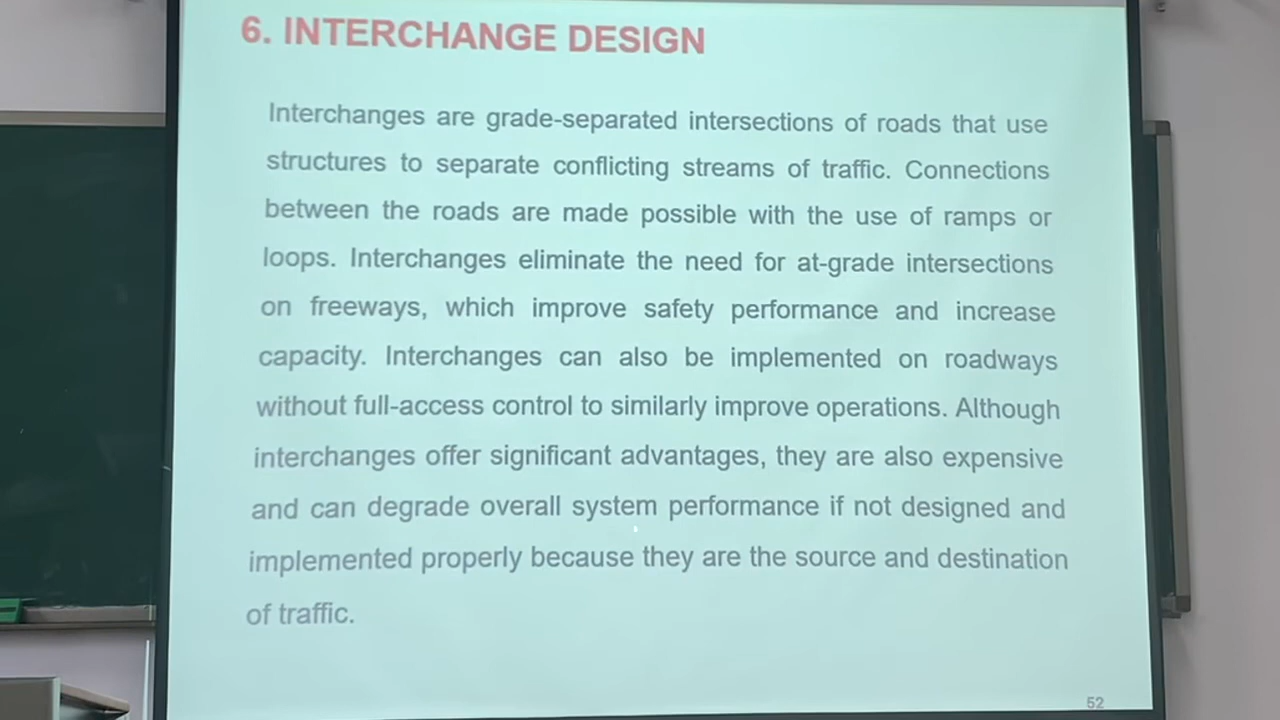 6. INTERCHANGE DESIGN
Interchanges are grade-separated intersections of roads that use
structures to separate conflicting streams of traffic. Connections
between the roads are made possible with the use of ramps or
loops. Interchanges eliminate the need for at-grade intersections
on freeways, which improve safety performance and increase
capacity. Interchanges can also be implemented on roadways
without full-access control to similarly improve operations. Although
interchanges offer significant advantages, they are also expensive
and can degrade overall system performance if not designed and
implemented properly because they are the source and destination
of traffic.
52